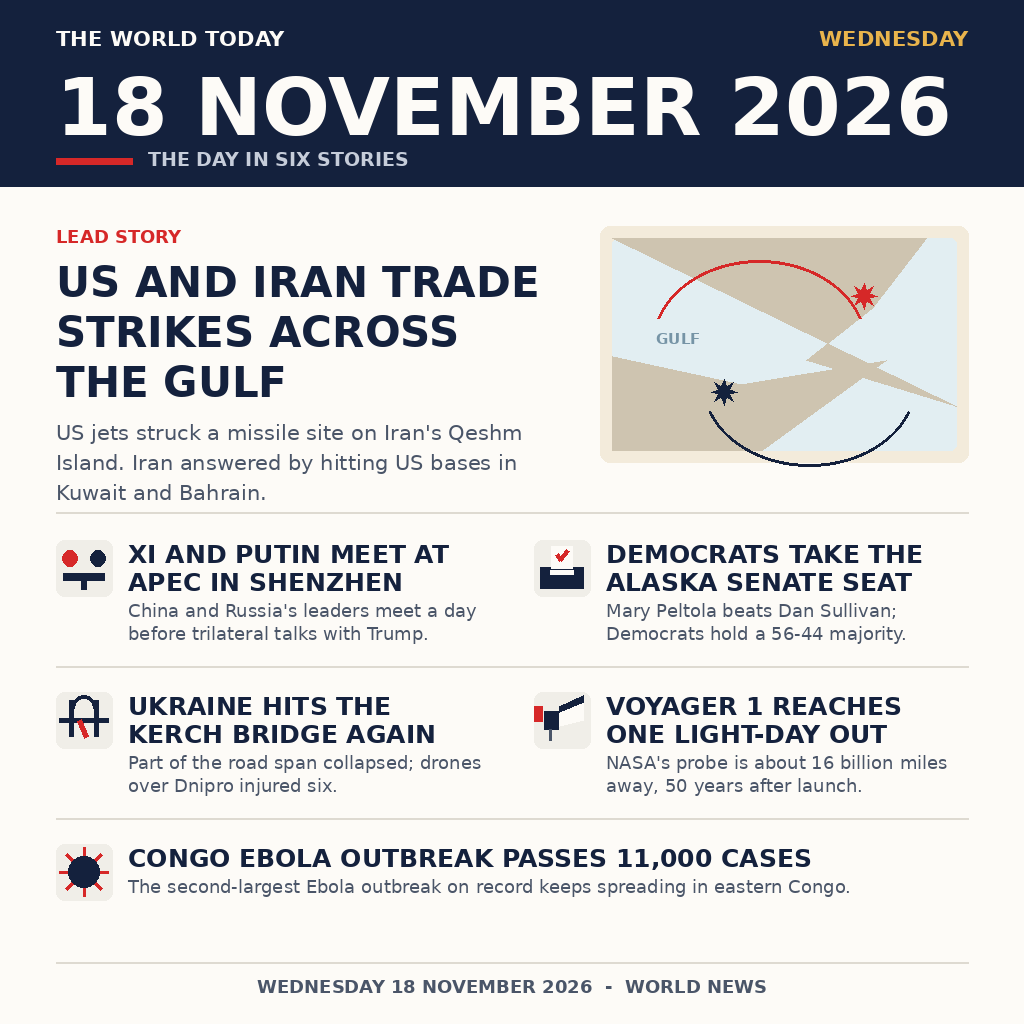 THE WORLD TODAY
WEDNESDAY
18 NOVEMBER 2026
THE DAY IN SIX STORIES
LEAD STORY
US AND IRAN TRADE
STRIKES ACROSS
THE GULF
US jets struck a missile site on Iran's Qeshm
Island. Iran answered by hitting US bases in
Kuwait and Bahrain.
GULF
XI AND PUTIN MEET AT
APEC IN SHENZHEN
China and Russia's leaders meet a day
before trilateral talks with Trump.
DEMOCRATS TAKE THE
ALASKA SENATE SEAT
Mary Peltola beats Dan Sullivan;
Democrats hold a 56-44 majority.
UKRAINE HITS THE
KERCH BRIDGE AGAIN
Part of the road span collapsed; drones
over Dnipro injured six.
VOYAGER 1 REACHES
ONE LIGHT-DAY OUT
NASA's probe is about 16 billion miles
away, 50 years after launch.
CONGO EBOLA OUTBREAK PASSES 11,000 CASES
The second-largest Ebola outbreak on record keeps spreading in eastern Congo.
WEDNESDAY 18 NOVEMBER 2026 - WORLD NEWS